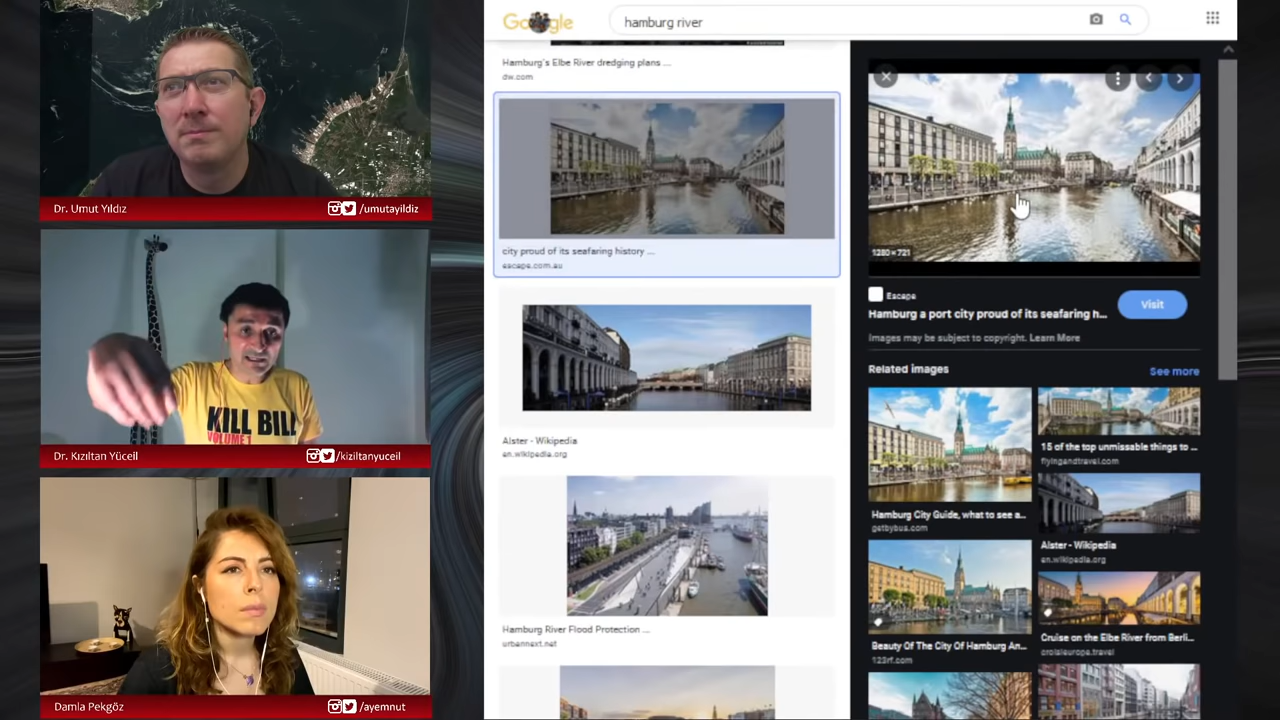 Dr. Umut Yıldız
/umutayildiz
KILL BILL
VOLUME 1
Dr. Kızıltan Yüceil
/kiziltanyuceil
Damla Pekgöz
/ayemnut
Google
hamburg river
Hamburg's Elbe River dredging plans ...
dw.com
city proud of its seafaring history ...
escape.com.au
Alster - Wikipedia
en.wikipedia.org
Hamburg River Flood Protection ...
urbannext.net
1280 × 721
Escape
Hamburg a port city proud of its seafaring h...
Visit
Images may be subject to copyright. Learn More
Related images
See more
Hamburg City Guide, what to see a...
getbybus.com
15 of the top unmissable things to ...
flyingandtravel.com
Alster - Wikipedia
en.wikipedia.org
Beauty Of The City Of Hamburg An...
123rf.com
Cruise on the Elbe River from Berli...
croisieurope.travel